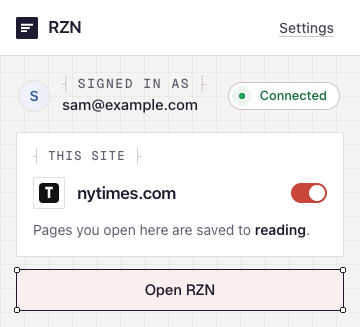 RZN
Settings
S
SIGNED IN AS
sam@example.com
Connected
THIS SITE
T
nytimes.com
Pages you open here are saved to reading.
Open RZN